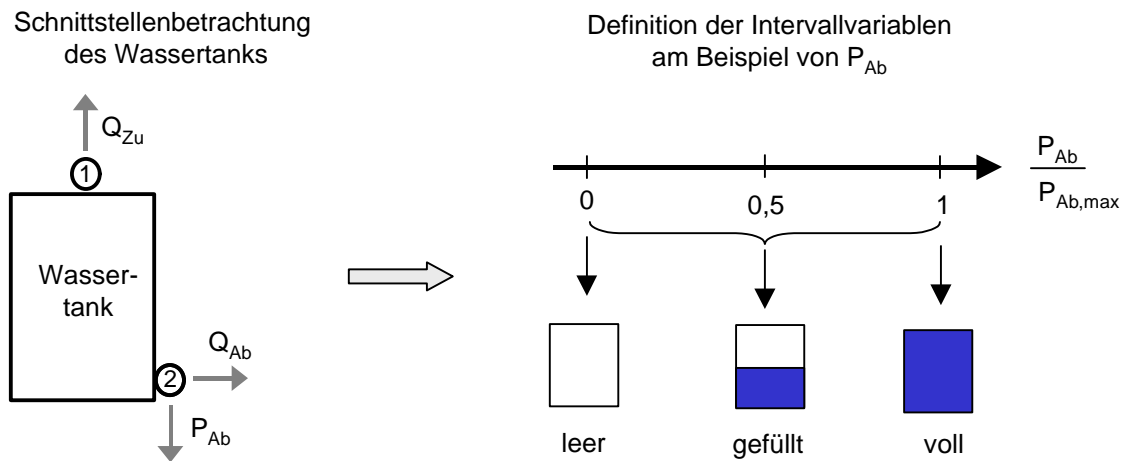 Schnittstellenbetrachtung
des Wassertanks
Q_Zu
1
Wasser-
tank
Q_Ab
2
P_Ab
Definition der Intervallvariablen
am Beispiel von P_Ab
P_Ab
P_Ab,max
0 0,5 1
leer gefüllt voll